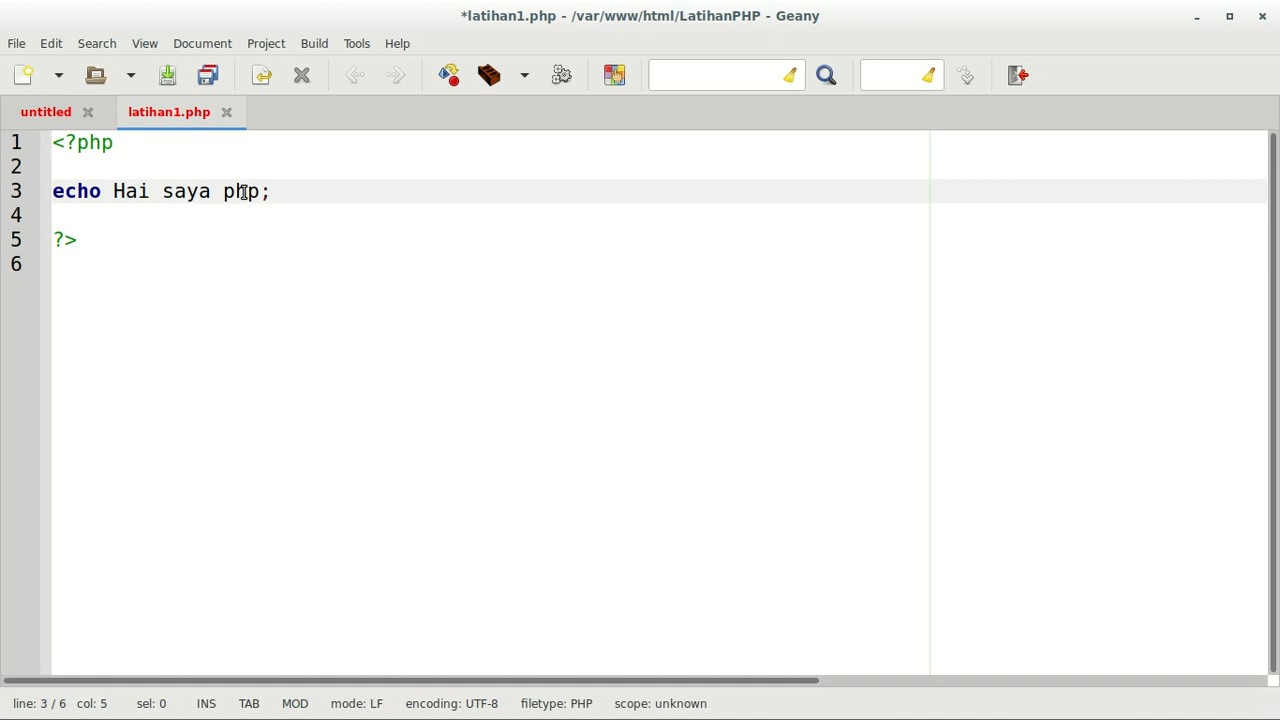 *latihan1.php - /var/www/html/LatihanPHP - Geany
File Edit Search View Document Project Build Tools Help
untitled latihan1.php
1 <?php
2
3 echo Hai saya php;
4
5 ?>
6
line: 3 / 6 col: 5 sel: 0 INS TAB MOD mode: LF encoding: UTF-8 filetype: PHP scope: unknown